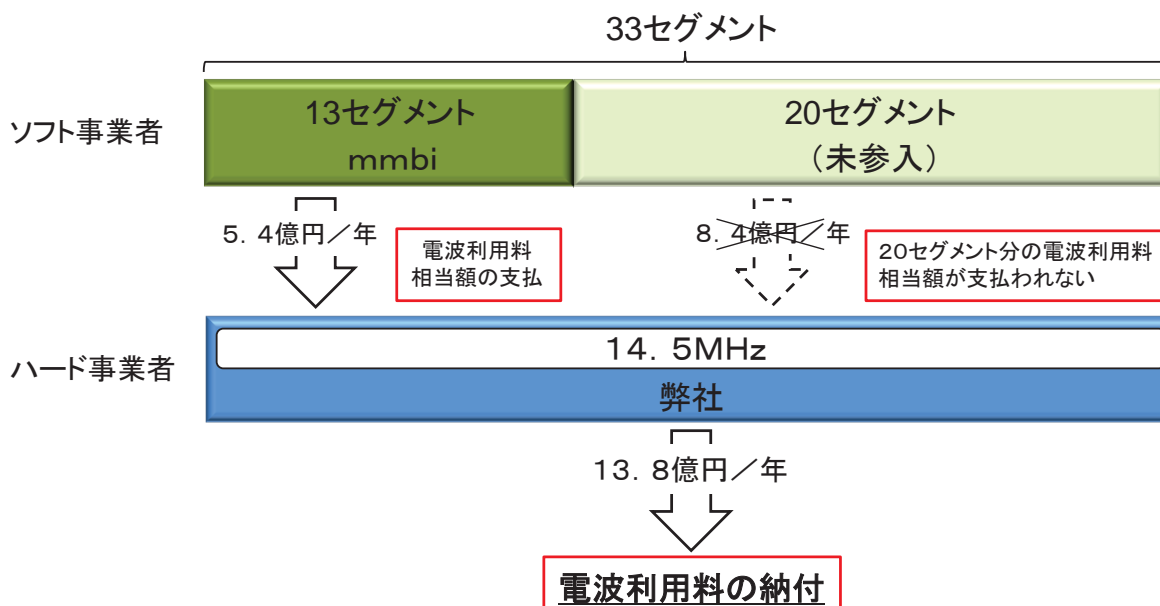 33セグメント
ソフト事業者
13セグメント
mmbi
20セグメント
（未参入）
5．4億円／年
電波利用料
相当額の支払
8．4億円／年
20セグメント分の電波利用料
相当額が支払われない
ハード事業者
14．5MHz
弊社
13．8億円／年
電波利用料の納付